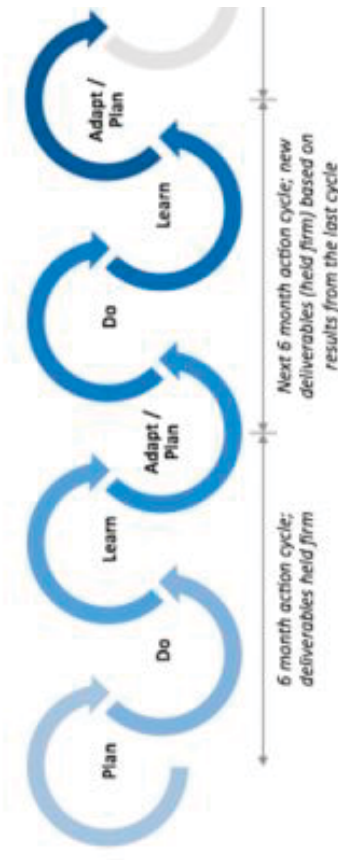 Plan
Do
Learn
Adapt /
Plan
Do
Learn
Adapt /
Plan
6 month action cycle;
deliverables held firm
Next 6 month action cycle; new
deliverables (held firm) based on
results from the last cycle